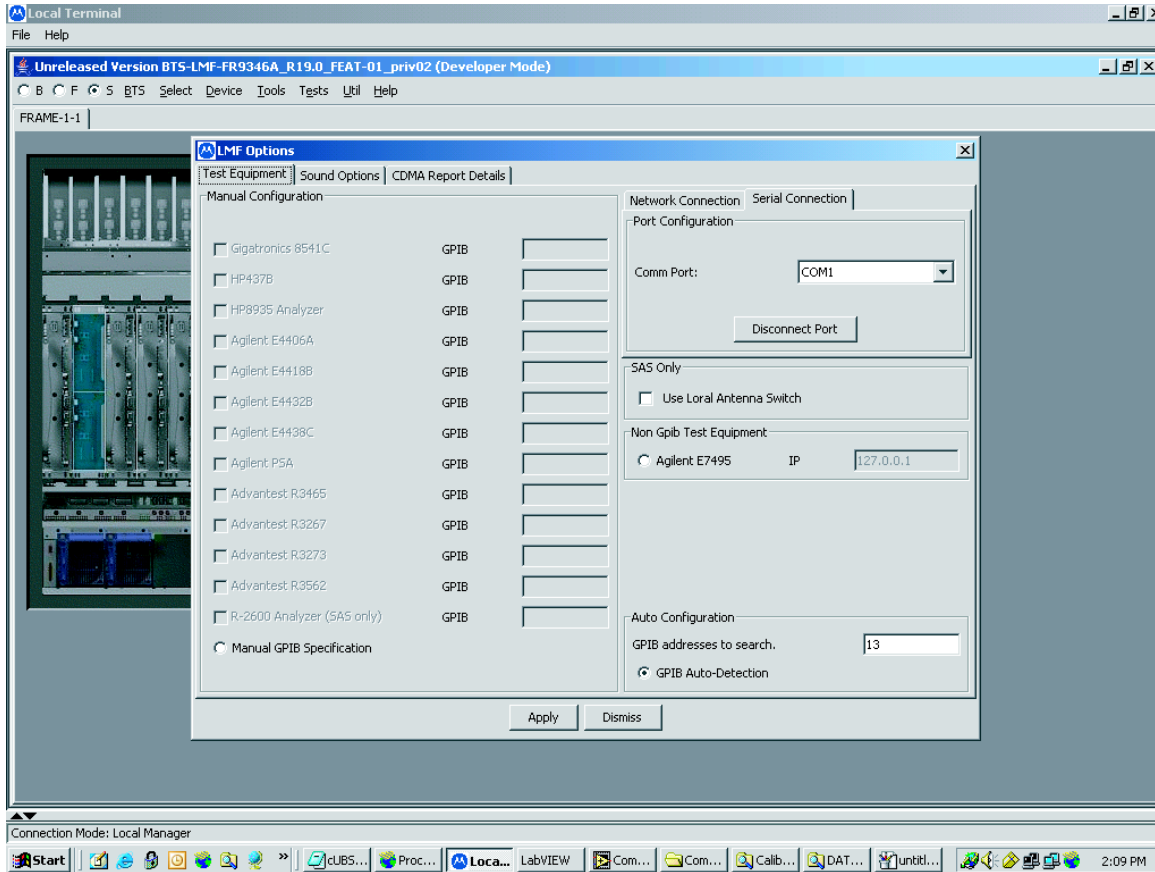 Local Terminal
File Help
Unreleased Version BTS-LMF-FR9346A_R19.0_FEAT-01_priv02 (Developer Mode)
B F S BTS Select Device Tools Tests Util Help
FRAME-1-1
LMF Options
Test Equipment Sound Options CDMA Report Details
Manual Configuration
Gigatronics 8541C GPIB
HP437B GPIB
HP8935 Analyzer GPIB
Agilent E4406A GPIB
Agilent E4418B GPIB
Agilent E4432B GPIB
Agilent E4438C GPIB
Agilent PSA GPIB
Advantest R3465 GPIB
Advantest R3267 GPIB
Advantest R3273 GPIB
Advantest R3562 GPIB
R-2600 Analyzer (SAS only) GPIB
Manual GPIB Specification
Network Connection Serial Connection
Port Configuration
Comm Port: COM1
Disconnect Port
SAS Only
Use Loral Antenna Switch
Non Gpib Test Equipment
Agilent E7495 IP 127.0.0.1
Auto Configuration
GPIB addresses to search. 13
GPIB Auto-Detection
Apply Dismiss
Connection Mode: Local Manager
Start » cUBS... Proc... Loca... LabVIEW Com... Com... Calib... DAT... untitl... 2:09 PM